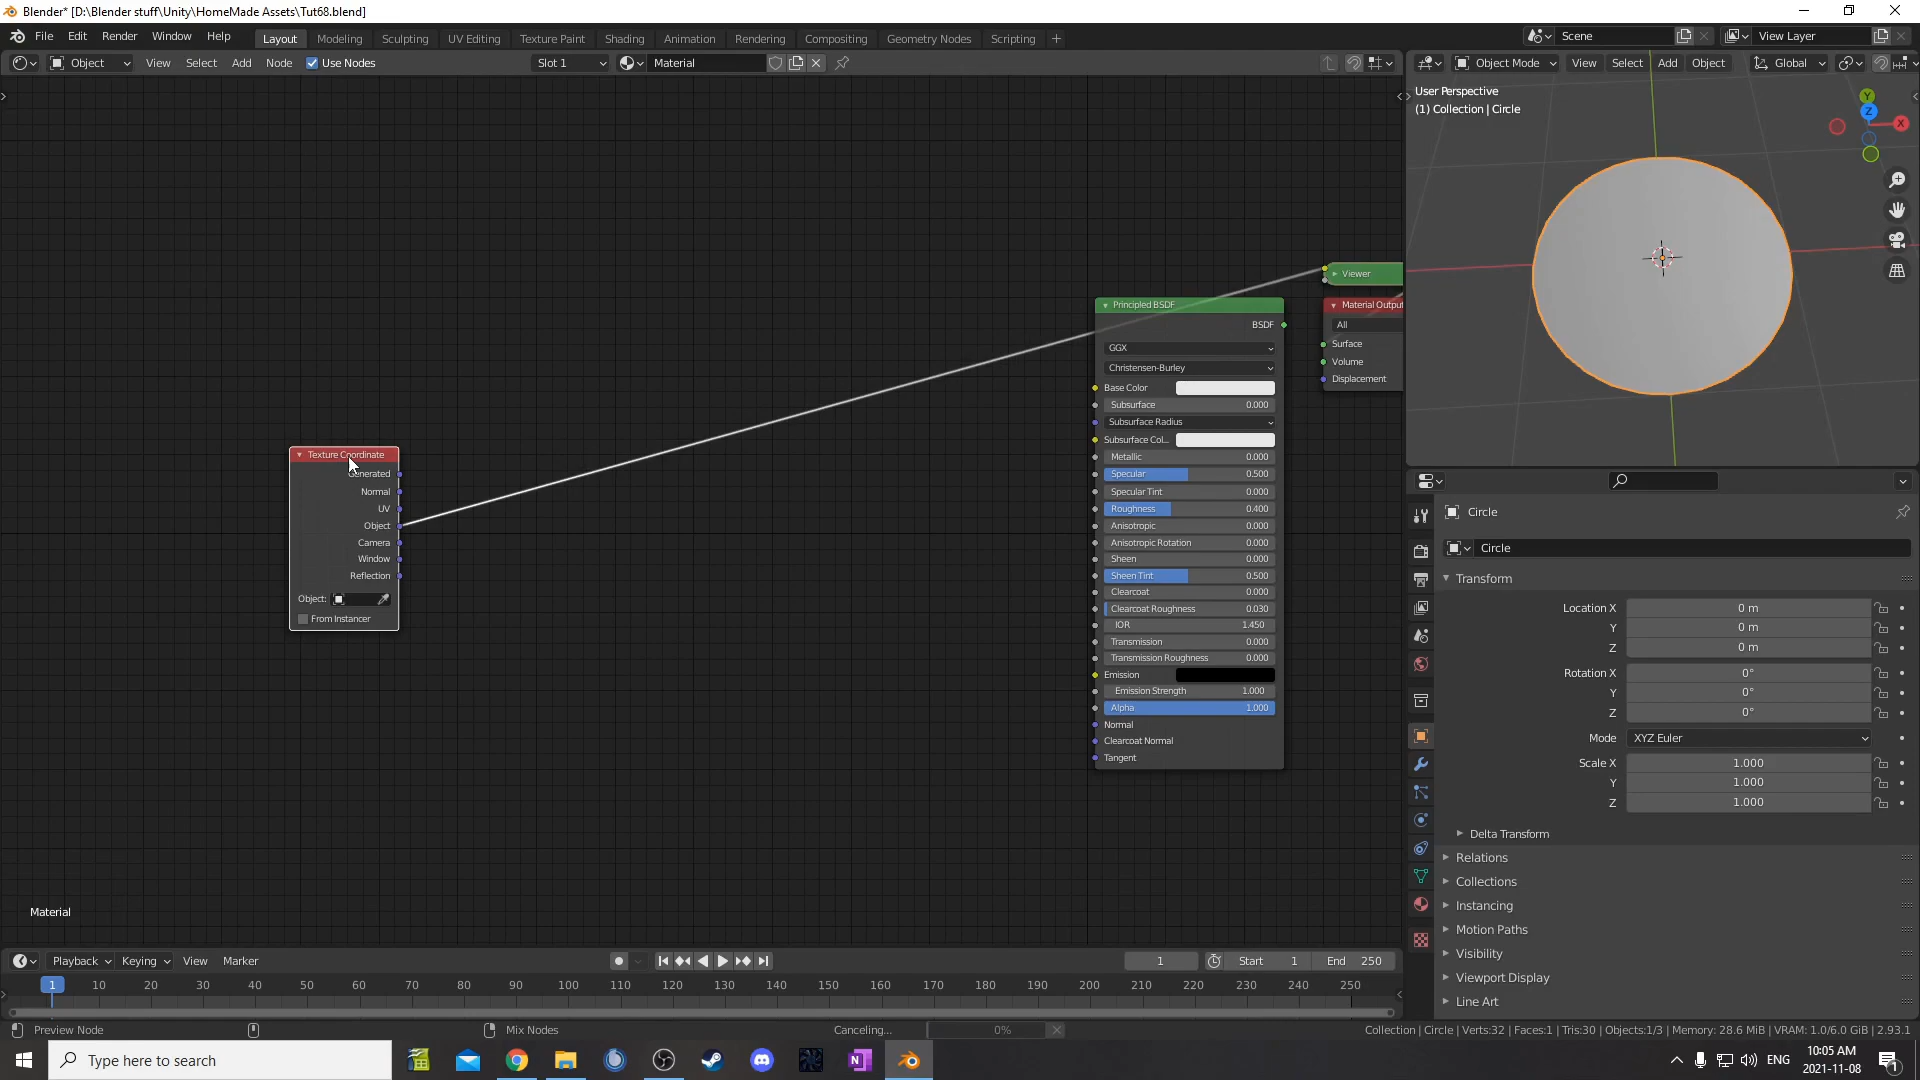 Blender* [D:\Blender stuff\Unity\HomeMade Assets\Tut68.blend]
File Edit Render Window Help Layout Modeling Sculpting UV Editing Texture Paint Shading Animation Rendering Compositing Geometry Nodes Scripting + Scene View Layer
Object View Select Add Node Use Nodes Slot 1 Material Object Mode View Select Add Object Global
User Perspective
(1) Collection | Circle
Y
Z
X
Viewer
Principled BSDF
Material Output
BSDF
All
GGX
Surface
Christensen-Burley
Volume
Base Color
Displacement
Subsurface 0.000
Subsurface Radius
Subsurface Col...
Metallic 0.000
Specular 0.500
Specular Tint 0.000
Roughness 0.400
Anisotropic 0.000
Anisotropic Rotation 0.000
Sheen 0.000
Sheen Tint 0.500
Clearcoat 0.000
Clearcoat Roughness 0.030
IOR 1.450
Transmission 0.000
Transmission Roughness 0.000
Emission
Emission Strength 1.000
Alpha 1.000
Normal
Clearcoat Normal
Tangent
Texture Coordinate
Generated
Normal
UV
Object
Camera
Window
Reflection
Object:
From Instancer
Material
Circle
Circle
Transform
Location X 0 m
Y 0 m
Z 0 m
Rotation X 0°
Y 0°
Z 0°
Mode XYZ Euler
Scale X 1.000
Y 1.000
Z 1.000
Delta Transform
Relations
Collections
Instancing
Motion Paths
Visibility
Viewport Display
Line Art
Playback Keying View Marker 1 Start 1 End 250
1 10 20 30 40 50 60 70 80 90 100 110 120 130 140 150 160 170 180 190 200 210 220 230 240 250
Preview Node Mix Nodes Canceling... 0% Collection | Circle | Verts:32 | Faces:1 | Tris:30 | Objects:1/3 | Memory: 28.6 MiB | VRAM: 1.0/6.0 GiB | 2.93.1
Type here to search ENG 10:05 AM
2021-11-08 1